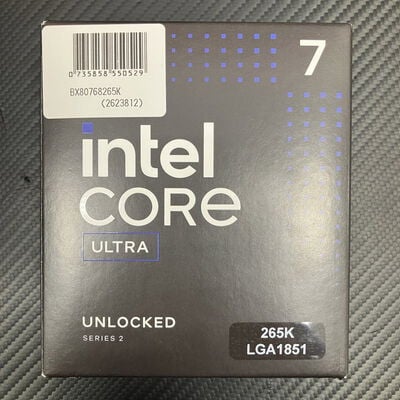 0 735858 550529
BX80768265K
(2623812)
7
intel
CORE
ULTRA
UNLOCKED
SERIES 2
265K
LGA1851